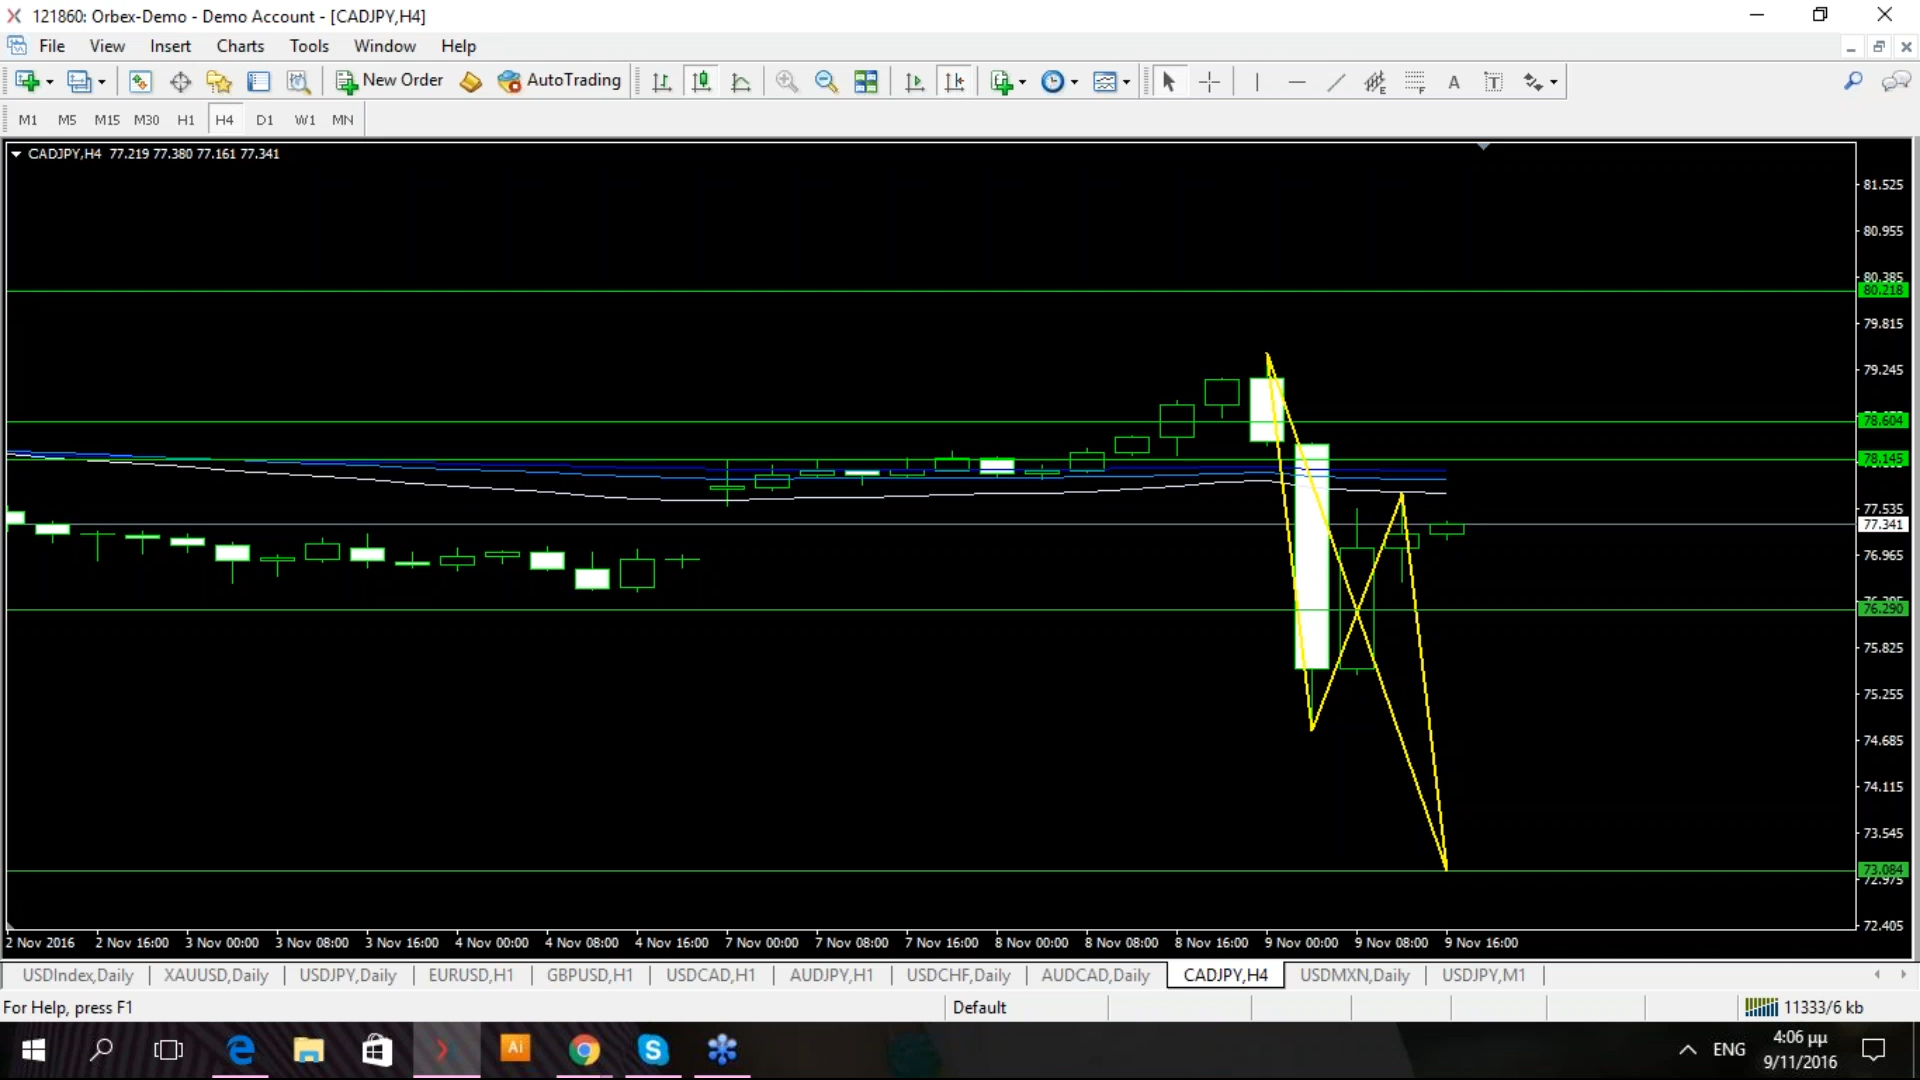 121860: Orbex-Demo - Demo Account - [CADJPY,H4]
File View Insert Charts Tools Window Help
New Order AutoTrading
M1 M5 M15 M30 H1 H4 D1 W1 MN
CADJPY,H4 77.219 77.380 77.161 77.341
81.525
80.955
80.385
80.218
79.815
79.245
78.604
78.145
77.535
77.341
76.965
76.290
75.825
75.255
74.685
74.115
73.545
73.084
72.975
72.405
2 Nov 2016 2 Nov 16:00 3 Nov 00:00 3 Nov 08:00 3 Nov 16:00 4 Nov 00:00 4 Nov 08:00 4 Nov 16:00 7 Nov 00:00 7 Nov 08:00 7 Nov 16:00 8 Nov 00:00 8 Nov 08:00 8 Nov 16:00 9 Nov 00:00 9 Nov 08:00 9 Nov 16:00
USDIndex,Daily XAUUSD,Daily USDJPY,Daily EURUSD,H1 GBPUSD,H1 USDCAD,H1 AUDJPY,H1 USDCHF,Daily AUDCAD,Daily CADJPY,H4 USDMXN,Daily USDJPY,M1
For Help, press F1 Default 11333/6 kb
Ai S ENG 4:06 μμ
9/11/2016